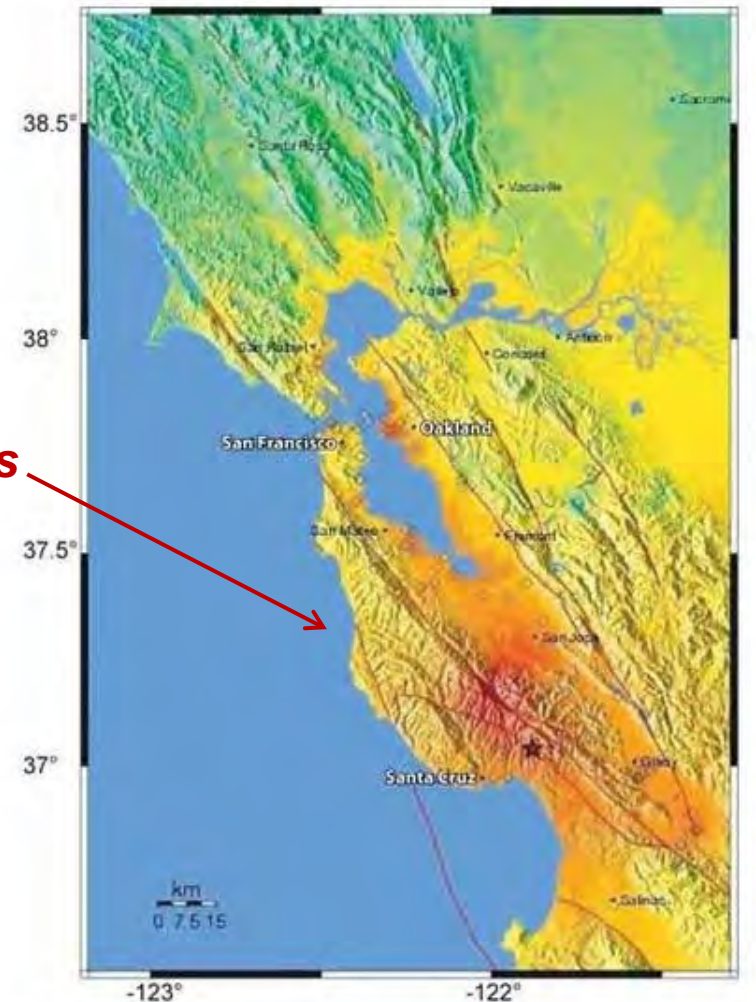 38.5°
Santa Rosa
Vacaville
Vallejo
38°
San Rafael
Antioch
Concord
San Francisco
Oakland
s
San Mateo
Fremont
37.5°
San Jose
37°
Gilroy
Santa Cruz
km
0 7.5 15
Salinas
-123°
-122°